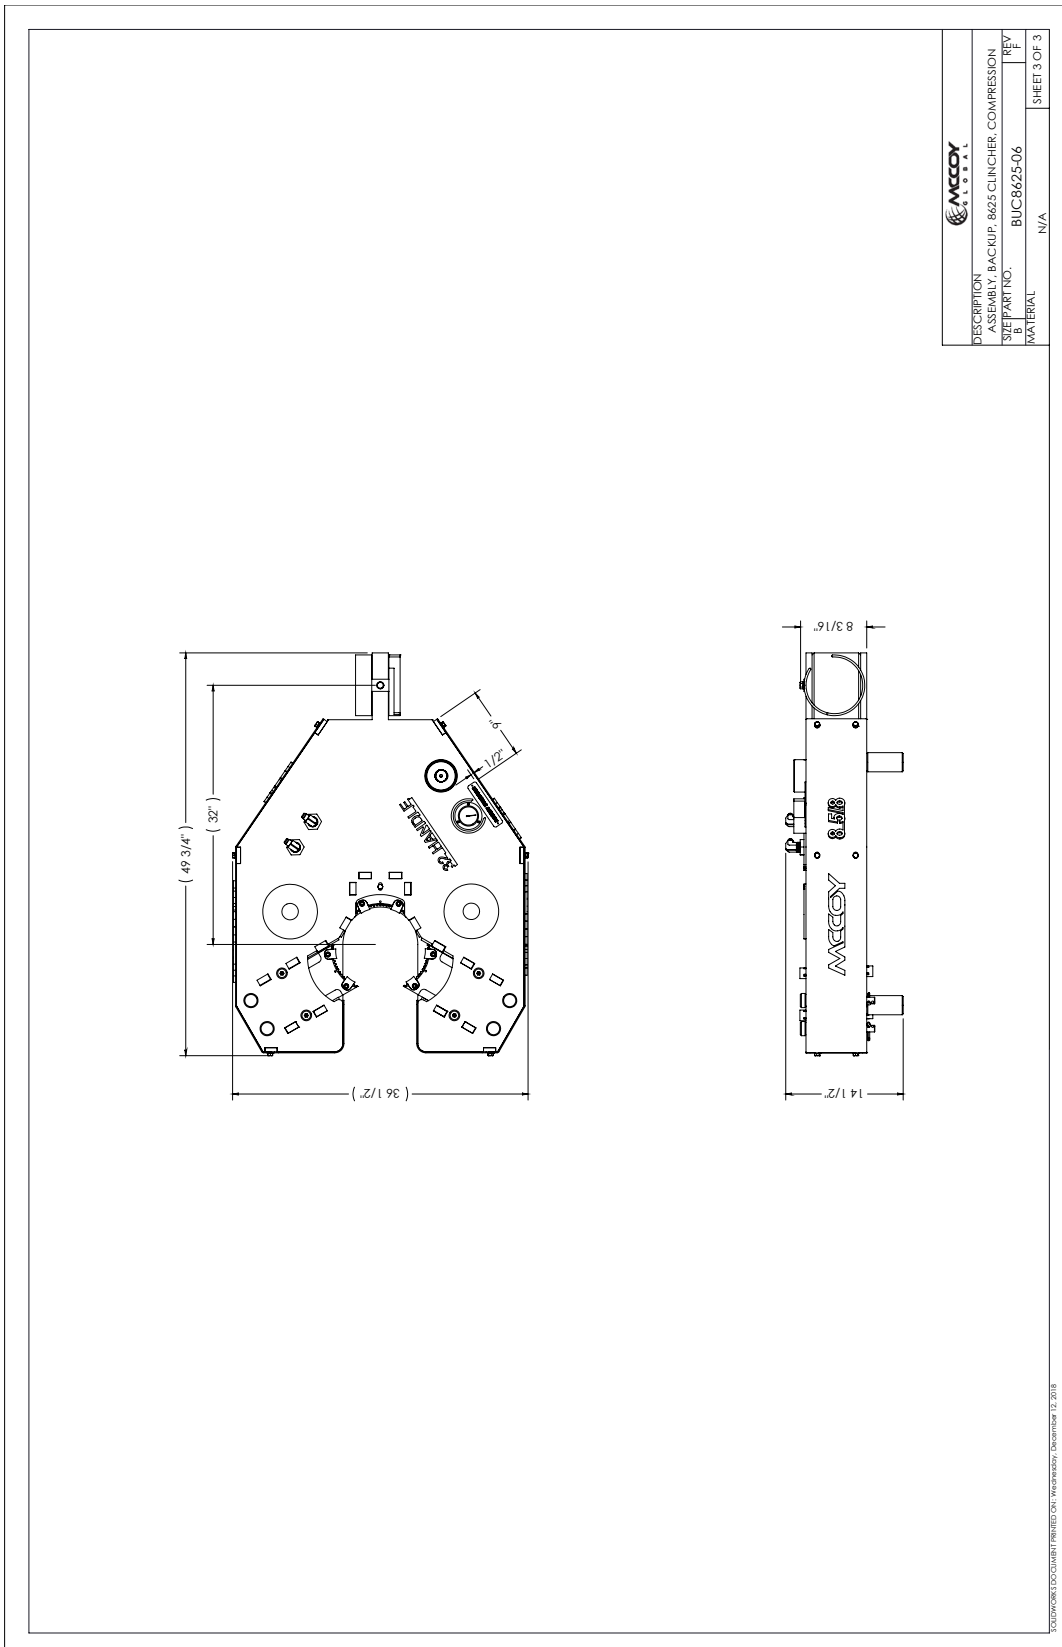 ( 49 3/4" )
( 32" )
9"
1/2"
32 HANDLE
( 36 1/2" )
8 3/16"
14 1/2"
8.5/8
MCCOY
MCCOY
GLOBAL
DESCRIPTION
ASSEMBLY, BACKUP, 8625 CLINCHER, COMPRESSION
SIZE
B
PART NO.
BUC8625-06
REV
F
MATERIAL
N/A
SHEET 3 OF 3
SOLIDWORKS DOCUMENT PRINTED ON: Wednesday, December 12, 2018